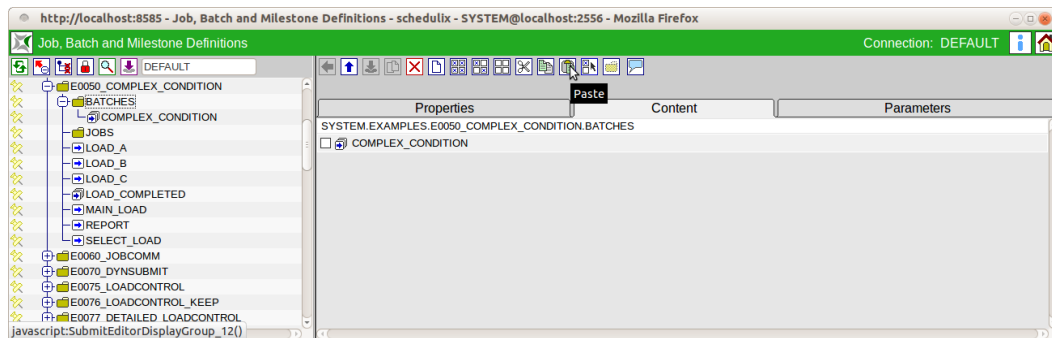 http://localhost:8585 - Job, Batch and Milestone Definitions - schedulix - SYSTEM@localhost:2556 - Mozilla Firefox
Job, Batch and Milestone Definitions
Connection: DEFAULT
DEFAULT
Paste
E0050_COMPLEX_CONDITION
BATCHES
COMPLEX_CONDITION
JOBS
LOAD_A
LOAD_B
LOAD_C
LOAD_COMPLETED
MAIN_LOAD
REPORT
SELECT_LOAD
E0060_JOBCOMM
E0070_DYNSUBMIT
E0075_LOADCONTROL
E0076_LOADCONTROL_KEEP
E0077_DETAILED_LOADCONTROL
javascript:SubmitEditorDisplayGroup_12()
Properties Content Parameters
SYSTEM.EXAMPLES.E0050_COMPLEX_CONDITION.BATCHES
COMPLEX_CONDITION